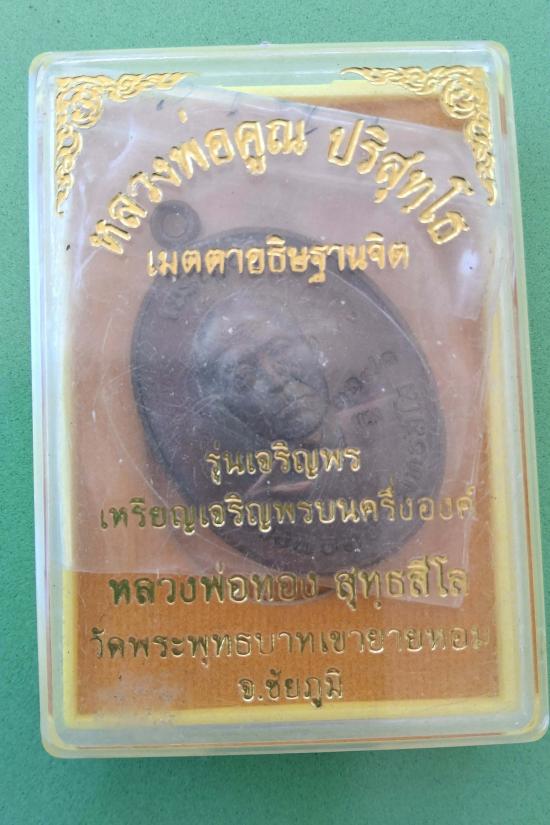 หลวงพ่อคูณ ปริสุทฺโธ
เมตตาอธิษฐานจิต
รุ่นเจริญพร
เหรียญเจริญพรบนครึ่งองค์
หลวงพ่อทอง สุทฺธสีโล
วัดพระพุทธบาทเขายายหอม
จ.ชัยภูมิ